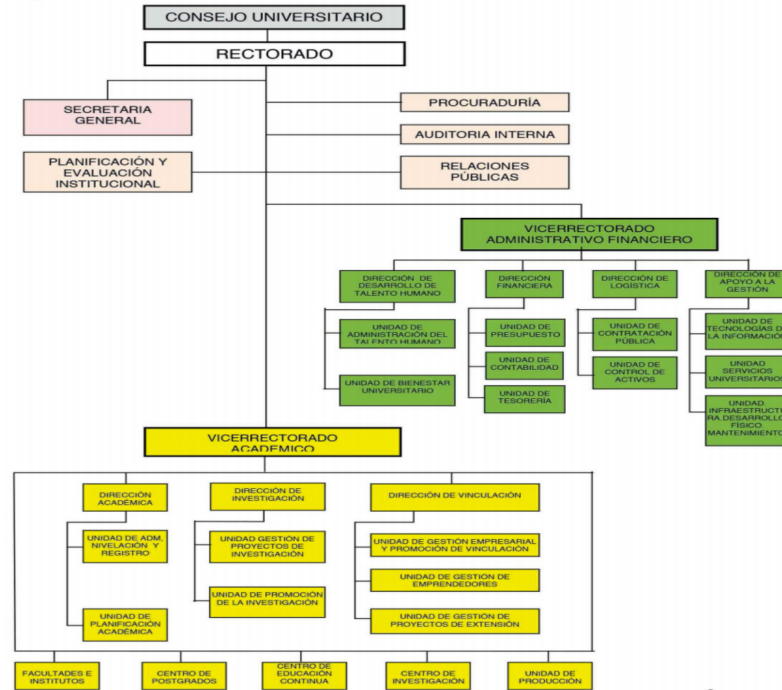 CONSEJO UNIVERSITARIO
RECTORADO
SECRETARIA
GENERAL
PROCURADURÍA
AUDITORIA INTERNA
PLANIFICACIÓN Y
EVALUACIÓN
INSTITUCIONAL
RELACIONES
PÚBLICAS
VICERRECTORADO
ADMINISTRATIVO FINANCIERO
DIRECCIÓN DE
DESARROLLO DE
TALENTO HUMANO
DIRECCIÓN
FINANCIERA
DIRECCIÓN DE
LOGÍSTICA
DIRECCIÓN DE
APOYO A LA
GESTIÓN
UNIDAD DE
ADMINISTRACIÓN DEL
TALENTO HUMANO
UNIDAD DE
PRESUPUESTO
UNIDAD DE
CONTRATACIÓN
PÚBLICA
UNIDAD DE
TECNOLOGÍAS DE
LA INFORMACIÓN
UNIDAD DE BIENESTAR
UNIVERSITARIO
UNIDAD DE
CONTABILIDAD
UNIDAD DE
CONTROL DE
ACTIVOS
UNIDAD
SERVICIOS
UNIVERSITARIOS
UNIDAD DE
TESORERÍA
UNIDAD
INFRAESTRUCTU
RA,DESARROLLO
FÍSICO
MANTENIMIENTO
VICERRECTORADO
ACADÉMICO
DIRECCIÓN
ACADÉMICA
DIRECCIÓN DE
INVESTIGACIÓN
DIRECCIÓN DE VINCULACIÓN
UNIDAD DE ADM,
NIVELACIÓN Y
REGISTRO
UNIDAD GESTIÓN DE
PROYECTOS DE
INVESTIGACIÓN
UNIDAD DE GESTIÓN EMPRESARIAL
Y PROMOCIÓN DE VINCULACIÓN
UNIDAD DE GESTIÓN DE
EMPRENDEDORES
UNIDAD DE PROMOCIÓN
DE LA INVESTIGACIÓN
UNIDAD DE
PLANIFICACIÓN
ACADÉMICA
UNIDAD DE GESTIÓN DE
PROYECTOS DE EXTENSIÓN
FACULTADES E
INSTITUTOS
CENTRO DE
POSTGRADOS
CENTRO DE
EDUCACIÓN
CONTINUA
CENTRO DE
INVESTIGACIÓN
UNIDAD DE
PRODUCCIÓN